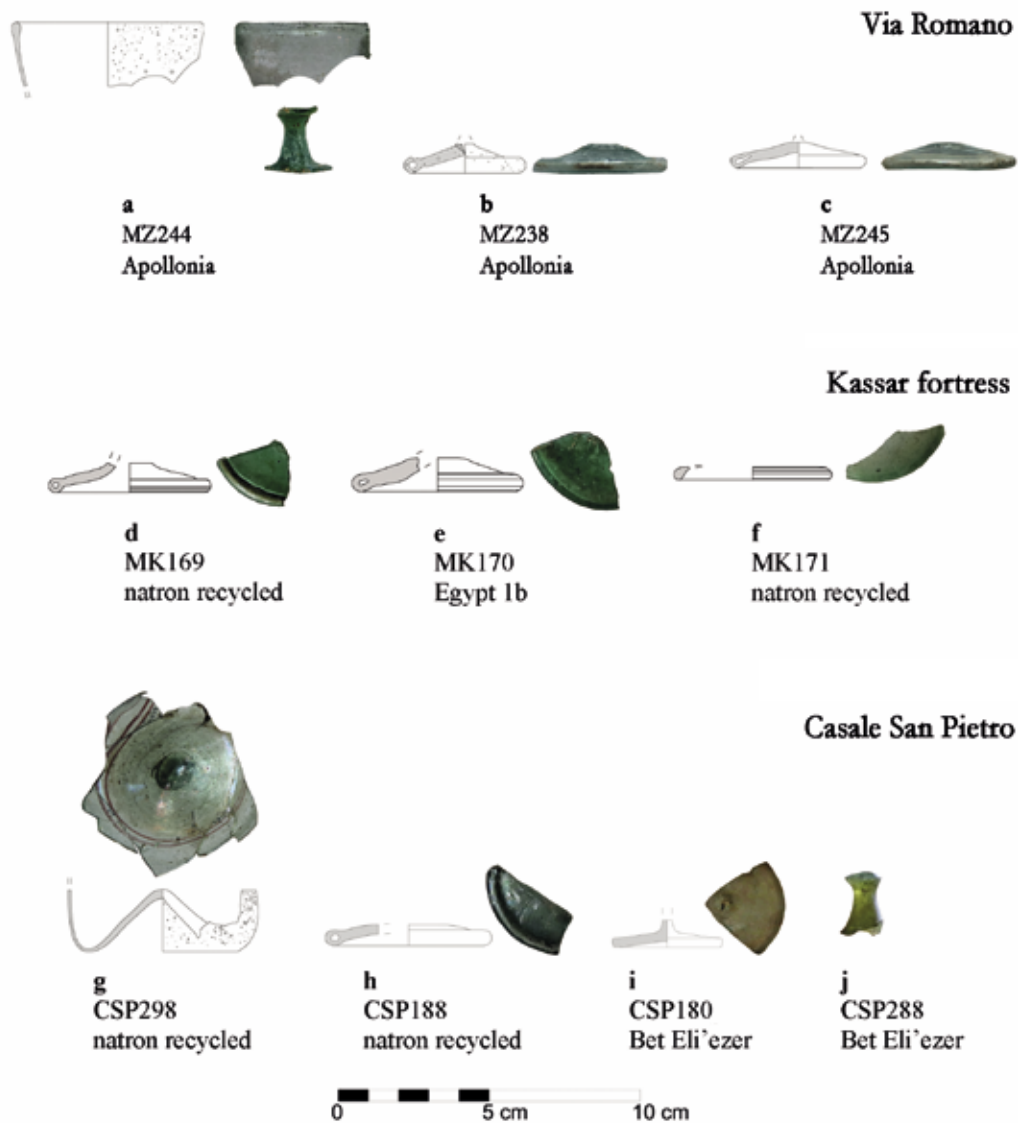 Via Romano
a
MZ244
Apollonia
b
MZ238
Apollonia
c
MZ245
Apollonia
Kassar fortress
d
MK169
natron recycled
e
MK170
Egypt 1b
f
MK171
natron recycled
Casale San Pietro
g
CSP298
natron recycled
h
CSP188
natron recycled
i
CSP180
Bet Eli’ezer
j
CSP288
Bet Eli’ezer
0 5 cm 10 cm